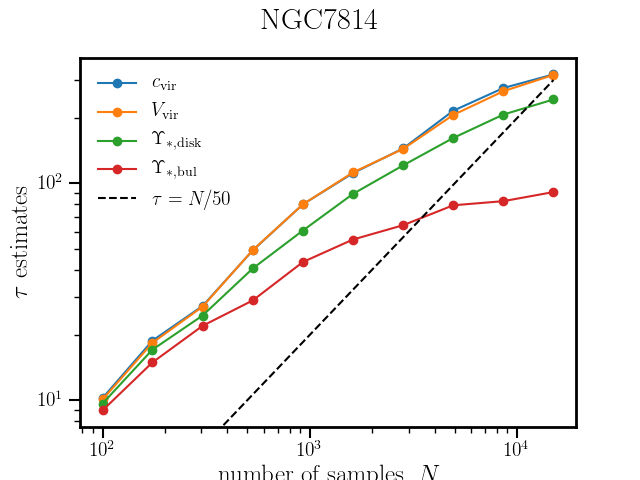 NGC7814
c_vir
V_vir
Υ_*,disk
Υ_*,bul
τ = N/50
τ estimates
10^2
10^1
10^2
10^3
10^4
number of samples, N